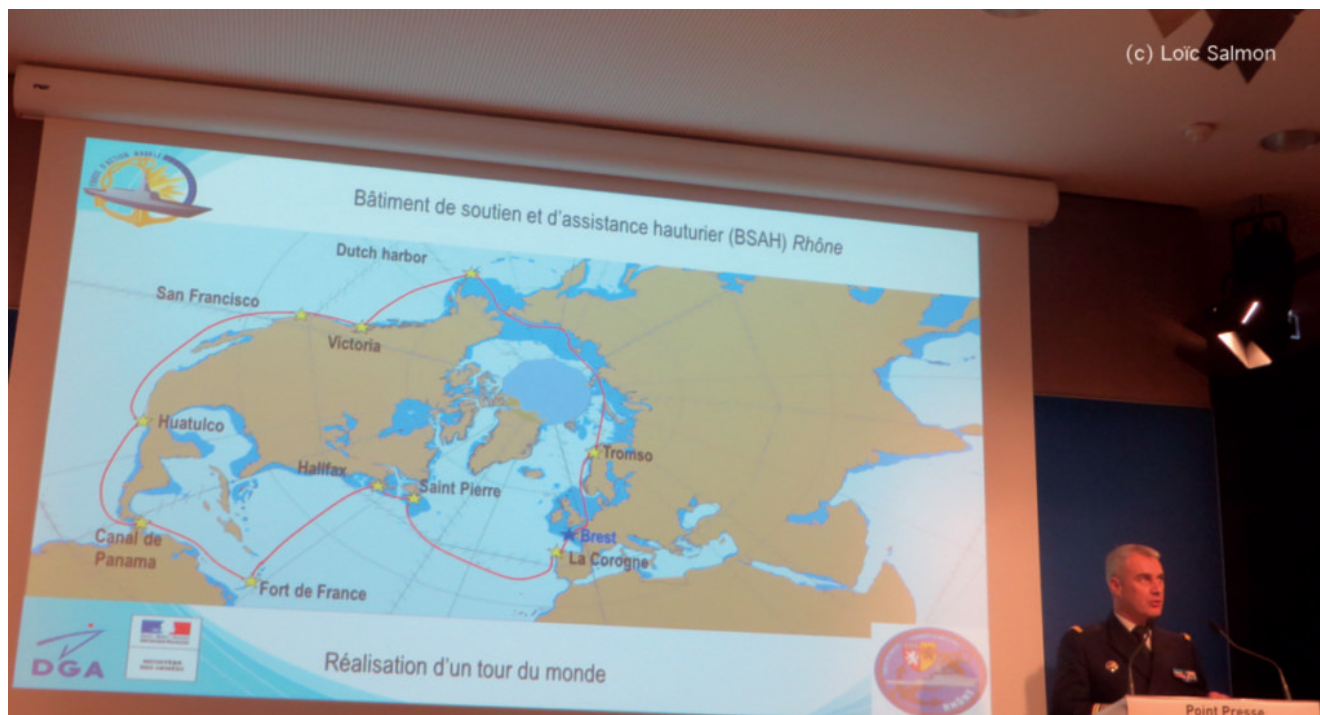 (c) Loïc Salmon
Bâtiment de soutien et d'assistance hauturier (BSAH) Rhône
Dutch harbor
San Francisco
Victoria
Huatulco
Halifax
Saint Pierre
Tromso
Brest
La Corogne
Canal de
Panama
Fort de France
DGA
Réalisation d'un tour du monde
RHÔNE
Point Presse